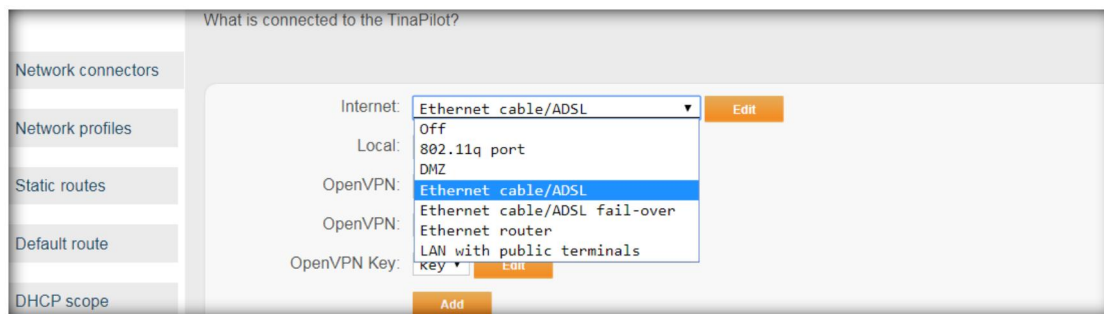 What is connected to the TinaPilot?
Network connectors
Network profiles
Static routes
Default route
DHCP scope
Internet: Ethernet cable/ADSL Edit
Off
Local: 802.11q port
DMZ
OpenVPN: Ethernet cable/ADSL
Ethernet cable/ADSL fail-over
OpenVPN: Ethernet router
LAN with public terminals
OpenVPN Key: key Edit
Add